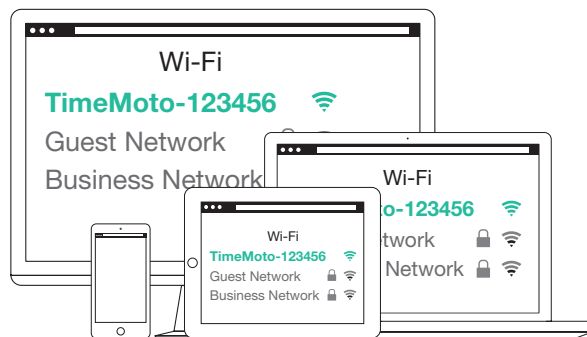 Wi-Fi
TimeMoto-123456
Guest Network
Business Network
Wi-Fi
o-123456
etwork
Network
Wi-Fi
TimeMoto-123456
Guest Network
Business Network